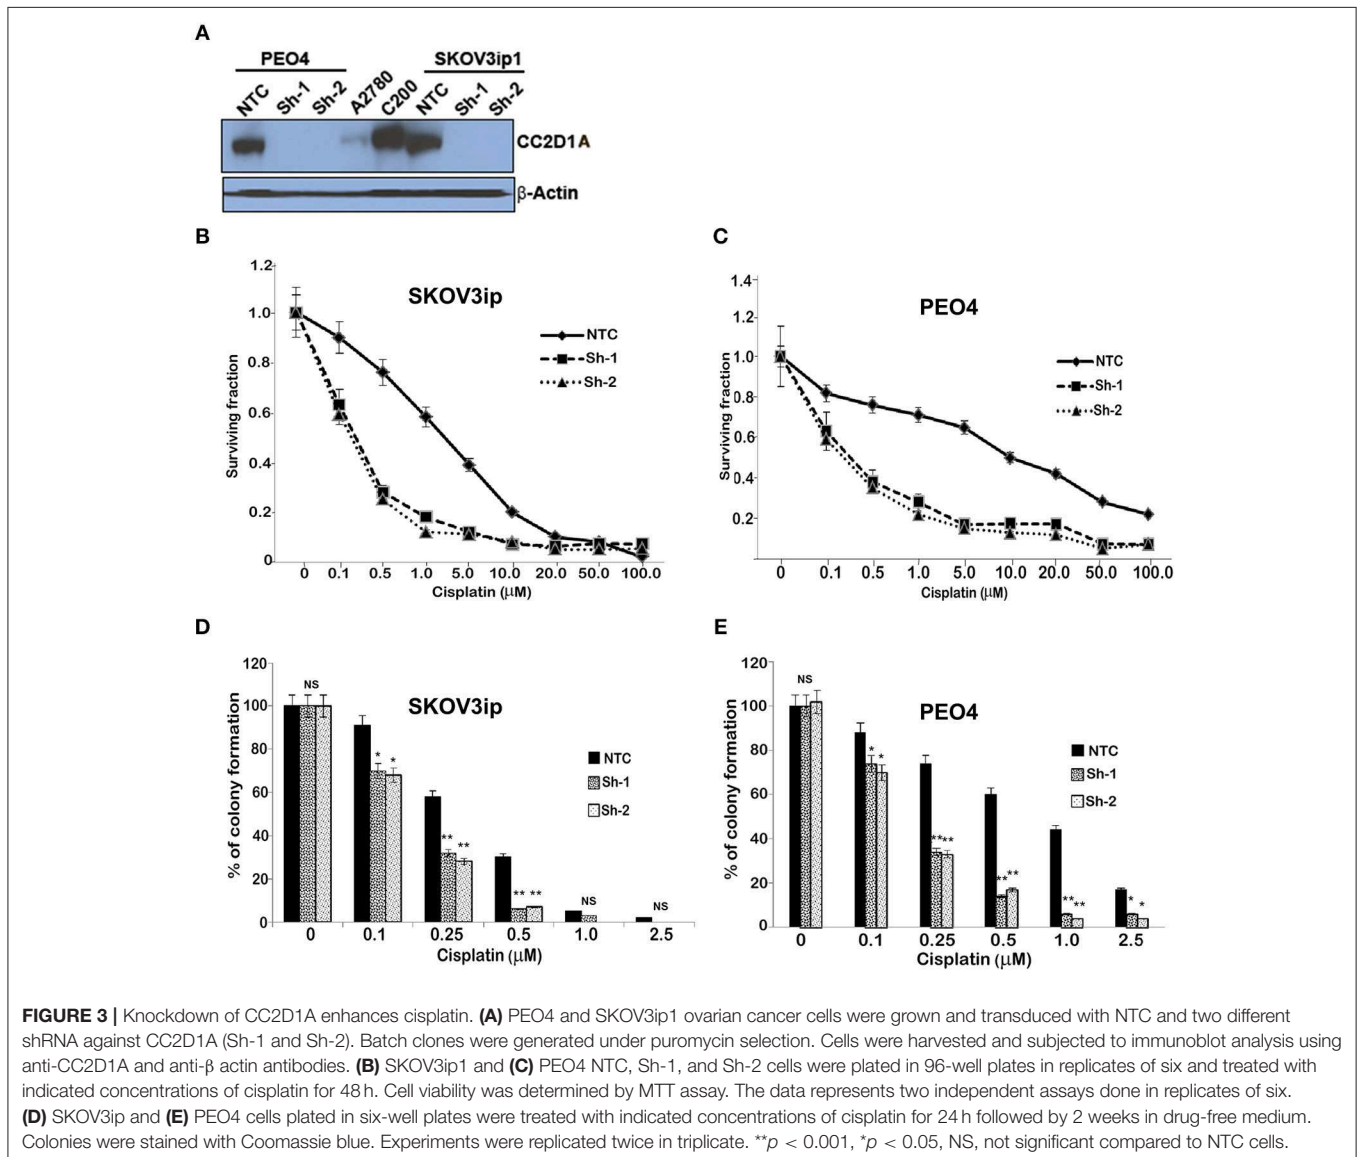 A
PEO4
SKOV3ip1
NTC
Sh-1
Sh-2
A2780
C200
NTC
Sh-1
Sh-2
CC2D1A
β-Actin
B
1.2
1.0
0.8
0.6
0.4
0.2
0
Surviving fraction
SKOV3ip
NTC
Sh-1
Sh-2
0 0.1 0.5 1.0 5.0 10.0 20.0 50.0 100.0
Cisplatin (μM)
C
1.4
1.2
1.0
0.8
0.6
0.4
0.2
Surviving fraction
PEO4
NTC
Sh-1
Sh-2
0 0.1 0.5 1.0 5.0 10.0 20.0 50.0 100.0
Cisplatin (μM)
D
120
100
80
60
40
20
0
% of colony formation
SKOV3ip
NS
* *
** **
** **
NS
NS
NTC
Sh-1
Sh-2
0 0.1 0.25 0.5 1.0 2.5
Cisplatin (μM)
E
120
100
80
60
40
20
0
% of colony formation
PEO4
NS
* *
** **
** **
** **
* *
NTC
Sh-1
Sh-2
0 0.1 0.25 0.5 1.0 2.5
Cisplatin (μM)
FIGURE 3 | Knockdown of CC2D1A enhances cisplatin. (A) PEO4 and SKOV3ip1 ovarian cancer cells were grown and transduced with NTC and two different
shRNA against CC2D1A (Sh-1 and Sh-2). Batch clones were generated under puromycin selection. Cells were harvested and subjected to immunoblot analysis using
anti-CC2D1A and anti-β actin antibodies. (B) SKOV3ip1 and (C) PEO4 NTC, Sh-1, and Sh-2 cells were plated in 96-well plates in replicates of six and treated with
indicated concentrations of cisplatin for 48 h. Cell viability was determined by MTT assay. The data represents two independent assays done in replicates of six.
(D) SKOV3ip and (E) PEO4 cells plated in six-well plates were treated with indicated concentrations of cisplatin for 24 h followed by 2 weeks in drug-free medium.
Colonies were stained with Coomassie blue. Experiments were replicated twice in triplicate. **p < 0.001, *p < 0.05, NS, not significant compared to NTC cells.